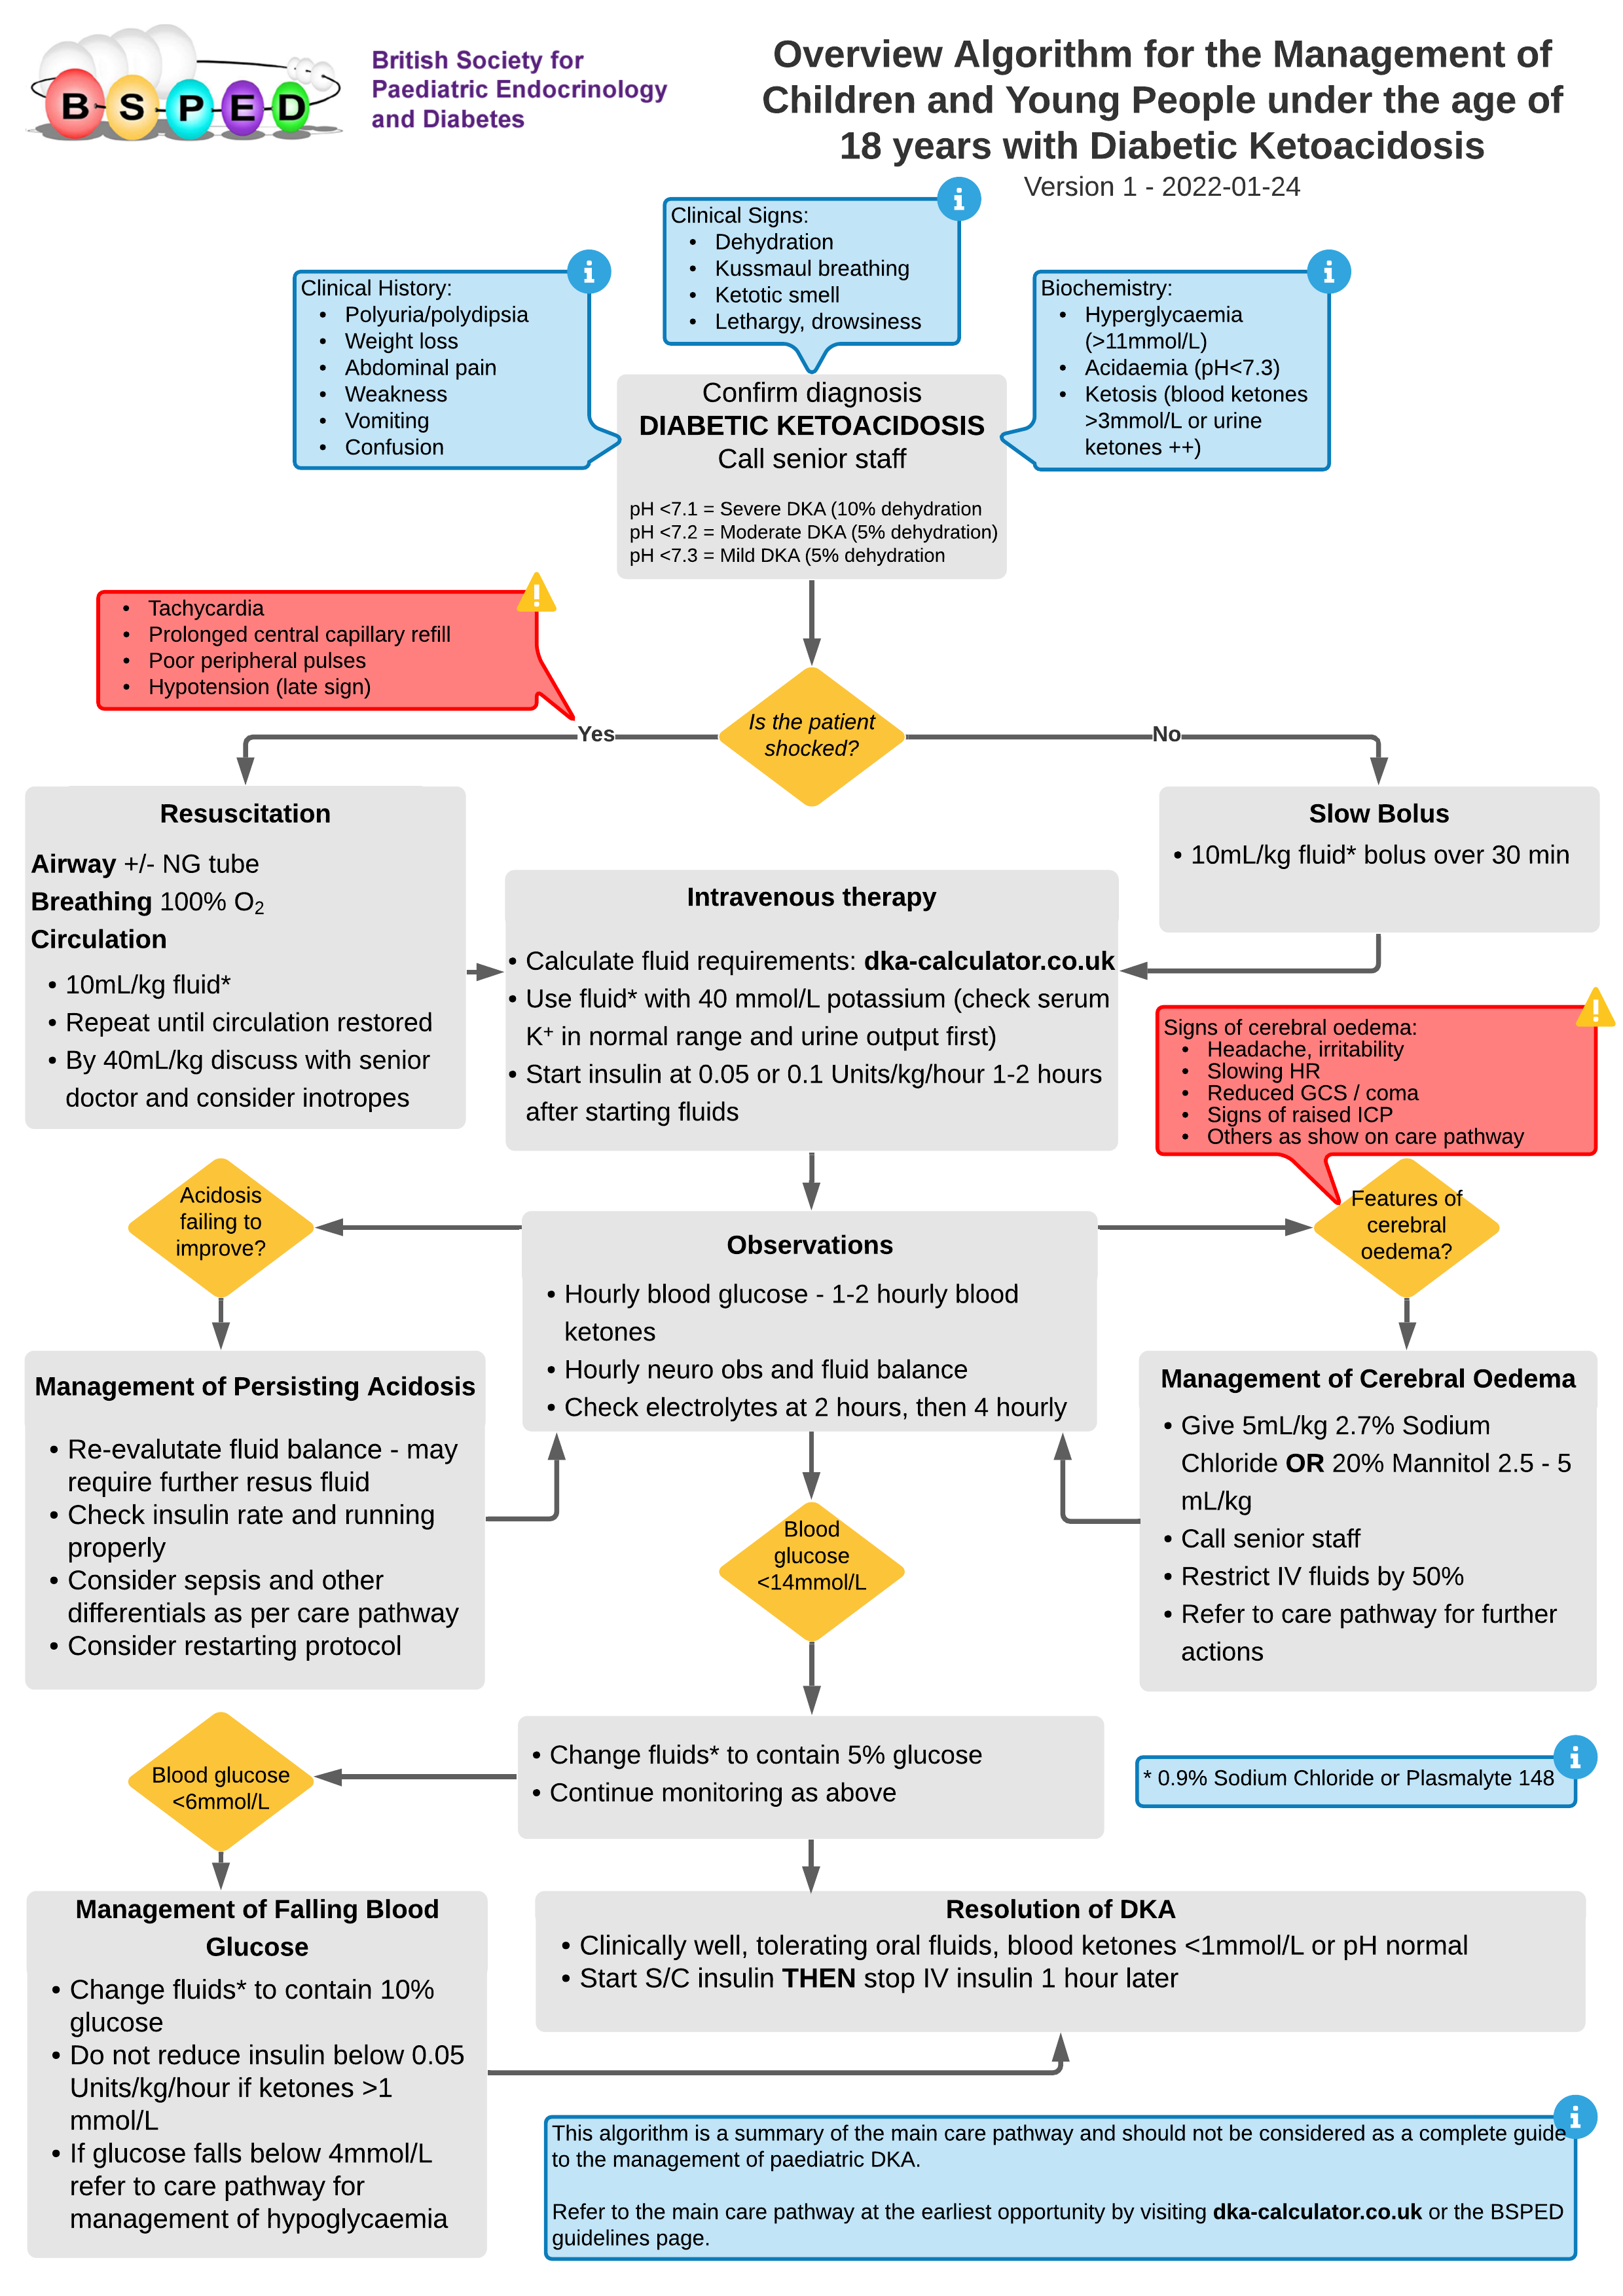 B S P E D
British Society for
Paediatric Endocrinology
and Diabetes
Overview Algorithm for the Management of
Children and Young People under the age of
18 years with Diabetic Ketoacidosis
Version 1 - 2022-01-24
Clinical Signs:
• Dehydration
• Kussmaul breathing
• Ketotic smell
• Lethargy, drowsiness
Clinical History:
• Polyuria/polydipsia
• Weight loss
• Abdominal pain
• Weakness
• Vomiting
• Confusion
Biochemistry:
• Hyperglycaemia
(>11mmol/L)
• Acidaemia (pH<7.3)
• Ketosis (blood ketones
>3mmol/L or urine
ketones ++)
Confirm diagnosis
DIABETIC KETOACIDOSIS
Call senior staff
pH <7.1 = Severe DKA (10% dehydration
pH <7.2 = Moderate DKA (5% dehydration)
pH <7.3 = Mild DKA (5% dehydration
• Tachycardia
• Prolonged central capillary refill
• Poor peripheral pulses
• Hypotension (late sign)
Is the patient
shocked?
Yes
No
Resuscitation
Airway +/- NG tube
Breathing 100% O2
Circulation
• 10mL/kg fluid*
• Repeat until circulation restored
• By 40mL/kg discuss with senior
doctor and consider inotropes
Slow Bolus
• 10mL/kg fluid* bolus over 30 min
Intravenous therapy
• Calculate fluid requirements: dka-calculator.co.uk
• Use fluid* with 40 mmol/L potassium (check serum
K+ in normal range and urine output first)
• Start insulin at 0.05 or 0.1 Units/kg/hour 1-2 hours
after starting fluids
Signs of cerebral oedema:
• Headache, irritability
• Slowing HR
• Reduced GCS / coma
• Signs of raised ICP
• Others as show on care pathway
Acidosis
failing to
improve?
Observations
• Hourly blood glucose - 1-2 hourly blood
ketones
• Hourly neuro obs and fluid balance
• Check electrolytes at 2 hours, then 4 hourly
Features of
cerebral
oedema?
Management of Persisting Acidosis
• Re-evalutate fluid balance - may
require further resus fluid
• Check insulin rate and running
properly
• Consider sepsis and other
differentials as per care pathway
• Consider restarting protocol
Blood
glucose
<14mmol/L
Management of Cerebral Oedema
• Give 5mL/kg 2.7% Sodium
Chloride OR 20% Mannitol 2.5 - 5
mL/kg
• Call senior staff
• Restrict IV fluids by 50%
• Refer to care pathway for further
actions
Blood glucose
<6mmol/L
• Change fluids* to contain 5% glucose
• Continue monitoring as above
* 0.9% Sodium Chloride or Plasmalyte 148
Management of Falling Blood
Glucose
• Change fluids* to contain 10%
glucose
• Do not reduce insulin below 0.05
Units/kg/hour if ketones >1
mmol/L
• If glucose falls below 4mmol/L
refer to care pathway for
management of hypoglycaemia
Resolution of DKA
• Clinically well, tolerating oral fluids, blood ketones <1mmol/L or pH normal
• Start S/C insulin THEN stop IV insulin 1 hour later
This algorithm is a summary of the main care pathway and should not be considered as a complete guide
to the management of paediatric DKA.
Refer to the main care pathway at the earliest opportunity by visiting dka-calculator.co.uk or the BSPED
guidelines page.